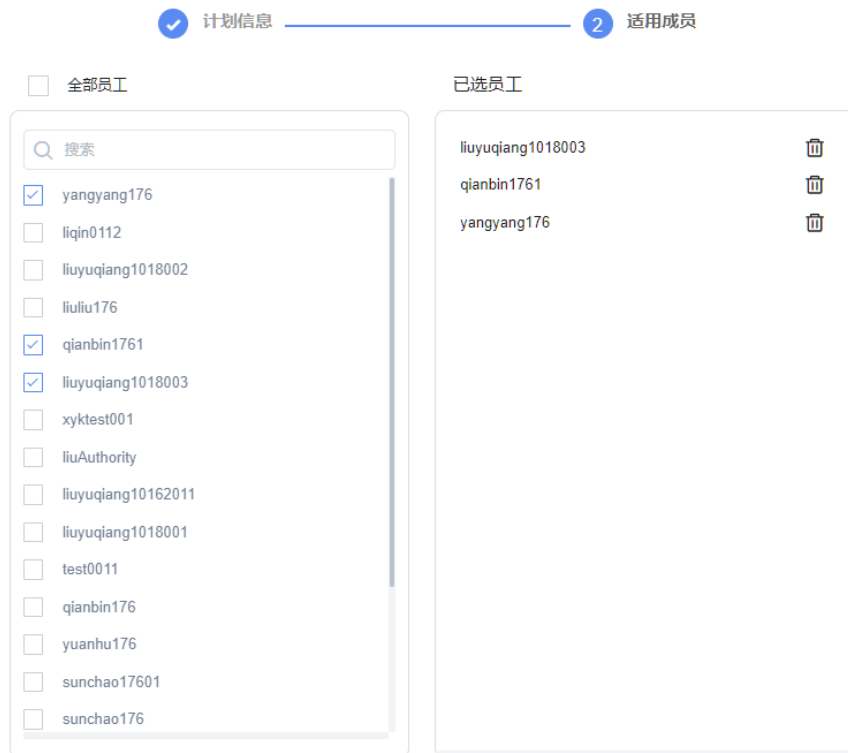 计划信息
2 适用成员
全部员工
已选员工
搜索
yangyang176
liqin0112
liuyuqiang1018002
liuliu176
qianbin1761
liuyuqiang1018003
xyktest001
liuAuthority
liuyuqiang10162011
liuyuqiang1018001
test0011
qianbin176
yuanhu176
sunchao17601
sunchao176
liuyuqiang1018003
qianbin1761
yangyang176